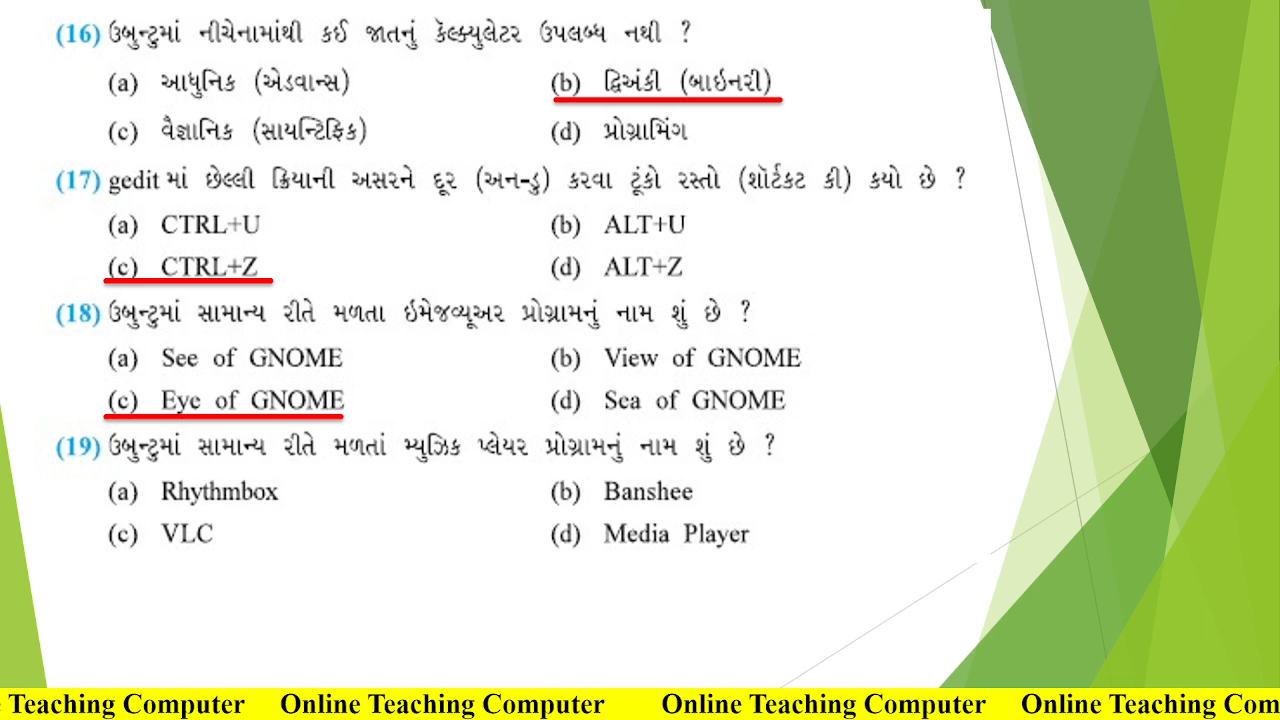 (16) ઉબુન્ટુમાં નીચેનામાંથી કઈ જાતનું કૅલ્ક્યુલેટર ઉપલબ્ધ નથી ?
(a) આધુનિક (એડવાન્સ) (b) દ્વિઅંકી (બાઇનરી)
(c) વૈજ્ઞાનિક (સાયન્ટિફિક) (d) પ્રોગ્રામિંગ
(17) gedit માં છેલ્લી ક્રિયાની અસરને દૂર (અન-ડુ) કરવા ટૂંકો રસ્તો (શૉર્ટકટ કી) કયો છે ?
(a) CTRL+U (b) ALT+U
(c) CTRL+Z (d) ALT+Z
(18) ઉબુન્ટુમાં સામાન્ય રીતે મળતા ઇમેજવ્યૂઅર પ્રોગ્રામનું નામ શું છે ?
(a) See of GNOME (b) View of GNOME
(c) Eye of GNOME (d) Sea of GNOME
(19) ઉબુન્ટુમાં સામાન્ય રીતે મળતાં મ્યુઝિક પ્લેયર પ્રોગ્રામનું નામ શું છે ?
(a) Rhythmbox (b) Banshee
(c) VLC (d) Media Player
e Teaching Computer Online Teaching Computer Online Teaching Computer Online Teaching Com